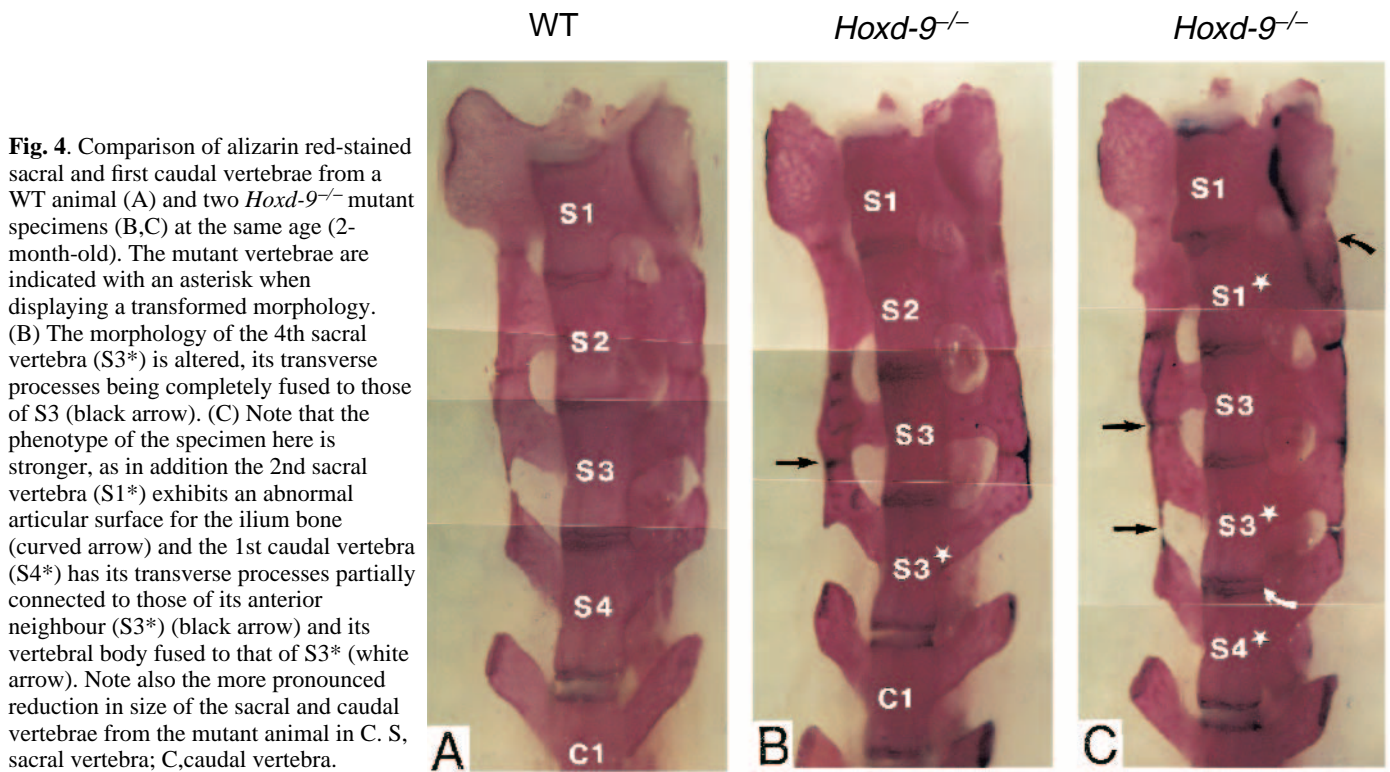 WT
Hoxd-9–/–
Hoxd-9–/–
Fig. 4. Comparison of alizarin red-stained
sacral and first caudal vertebrae from a
WT animal (A) and two Hoxd-9–/– mutant
specimens (B,C) at the same age (2-
month-old). The mutant vertebrae are
indicated with an asterisk when
displaying a transformed morphology.
(B) The morphology of the 4th sacral
vertebra (S3*) is altered, its transverse
processes being completely fused to those
of S3 (black arrow). (C) Note that the
phenotype of the specimen here is
stronger, as in addition the 2nd sacral
vertebra (S1*) exhibits an abnormal
articular surface for the ilium bone
(curved arrow) and the 1st caudal vertebra
(S4*) has its transverse processes partially
connected to those of its anterior
neighbour (S3*) (black arrow) and its
vertebral body fused to that of S3* (white
arrow). Note also the more pronounced
reduction in size of the sacral and caudal
vertebrae from the mutant animal in C. S,
sacral vertebra; C,caudal vertebra.
S1
S2
S3
S4
C1
A
S1
S2
S3
S3★
C1
B
S1
S1★
S3
S3★
S4★
C